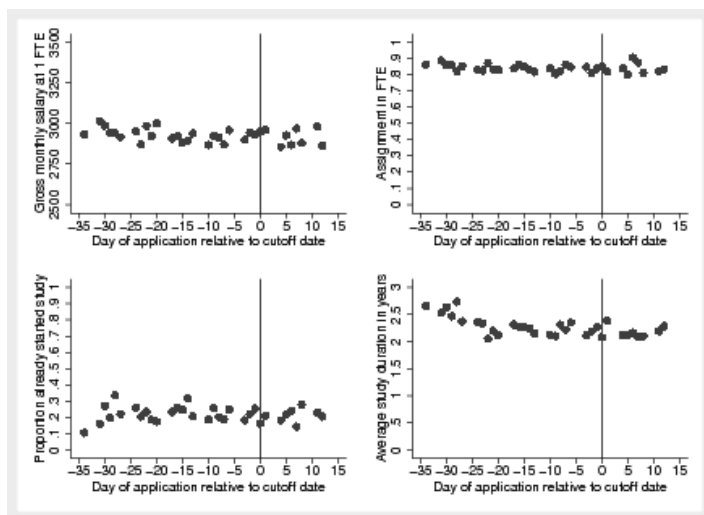 Gross monthly salary at 1 FTE
3500
3250
3000
2750
2500
-35 -30 -25 -20 -15 -10 -5 0 5 10 15
Day of application relative to cutoff date
Assignment in FTE
1
.9
.8
.7
.6
.5
.4
.3
.2
.1
0
-35 -30 -25 -20 -15 -10 -5 0 5 10 15
Day of application relative to cutoff date
Proportion already started study
1
.9
.8
.7
.6
.5
.4
.3
.2
.1
0
-35 -30 -25 -20 -15 -10 -5 0 5 10 15
Day of application relative to cutoff date
Average study duration in years
3
2.5
2
1.5
1
.5
0
-35 -30 -25 -20 -15 -10 -5 0 5 10 15
Day of application relative to cutoff date